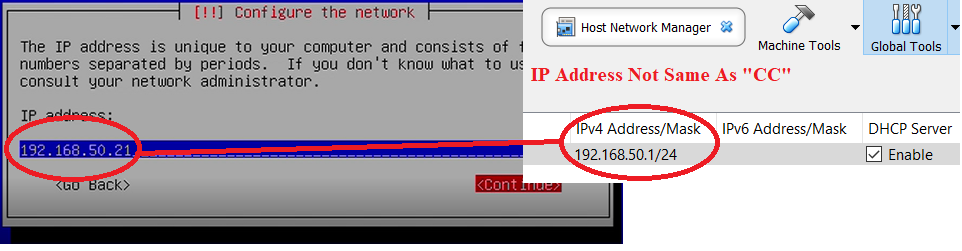 [!!] Configure the network
The IP address is unique to your computer and consists of
numbers separated by periods.  If you don't know what to
consult your network administrator.
IP address:
192.168.50.21
<Go Back>
<Continue>
Host Network Manager
Machine Tools
Global Tools
IP Address Not Same As "CC"
IPv4 Address/Mask IPv6 Address/Mask DHCP Server
192.168.50.1/24 Enable